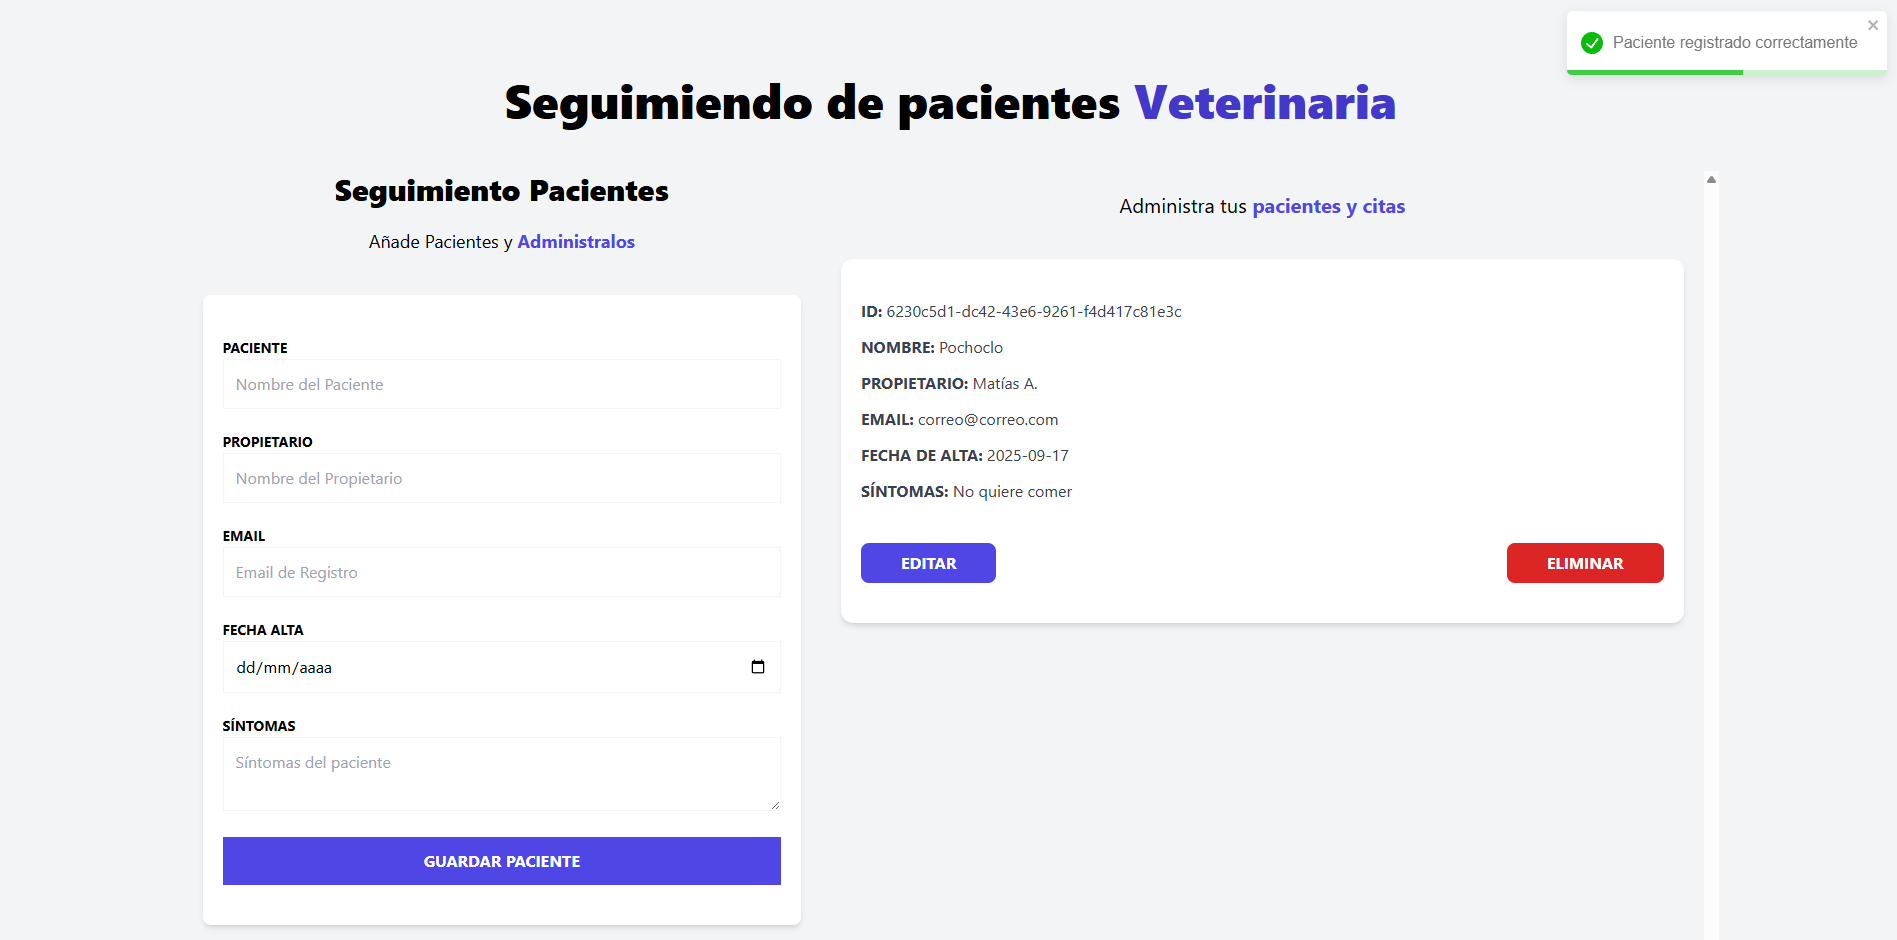 Paciente registrado correctamente
Seguimiendo de pacientes Veterinaria
Seguimiento Pacientes
Añade Pacientes y Administralos
PACIENTE
Nombre del Paciente
PROPIETARIO
Nombre del Propietario
EMAIL
Email de Registro
FECHA ALTA
dd/mm/aaaa
SÍNTOMAS
Síntomas del paciente
GUARDAR PACIENTE
Administra tus pacientes y citas
ID: 6230c5d1-dc42-43e6-9261-f4d417c81e3c
NOMBRE: Pochoclo
PROPIETARIO: Matías A.
EMAIL: correo@correo.com
FECHA DE ALTA: 2025-09-17
SÍNTOMAS: No quiere comer
EDITAR
ELIMINAR